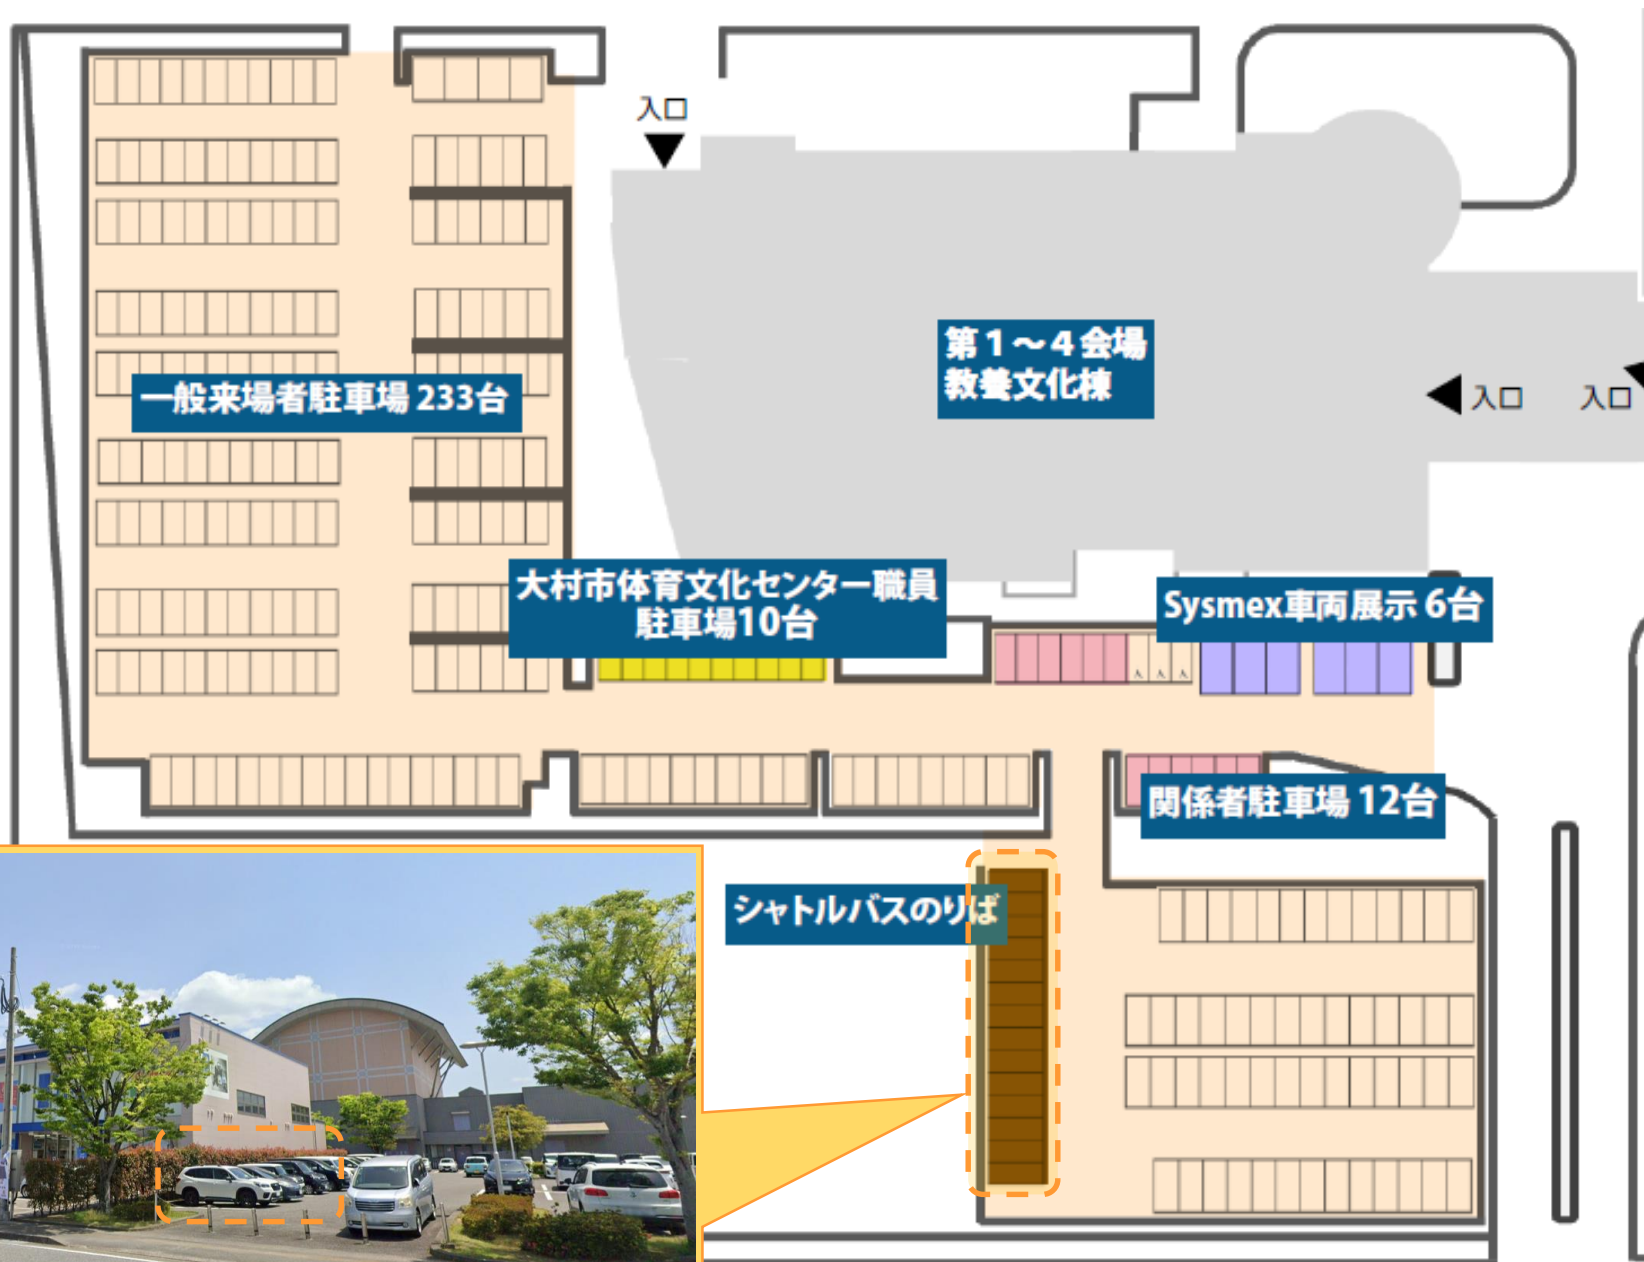 入口
第1～4会場
教養文化棟
一般来場者駐車場 233台
入口
入口
大村市体育文化センター職員
駐車場10台
Sysmex車両展示 6台
関係者駐車場 12台
シャトルバスのりば